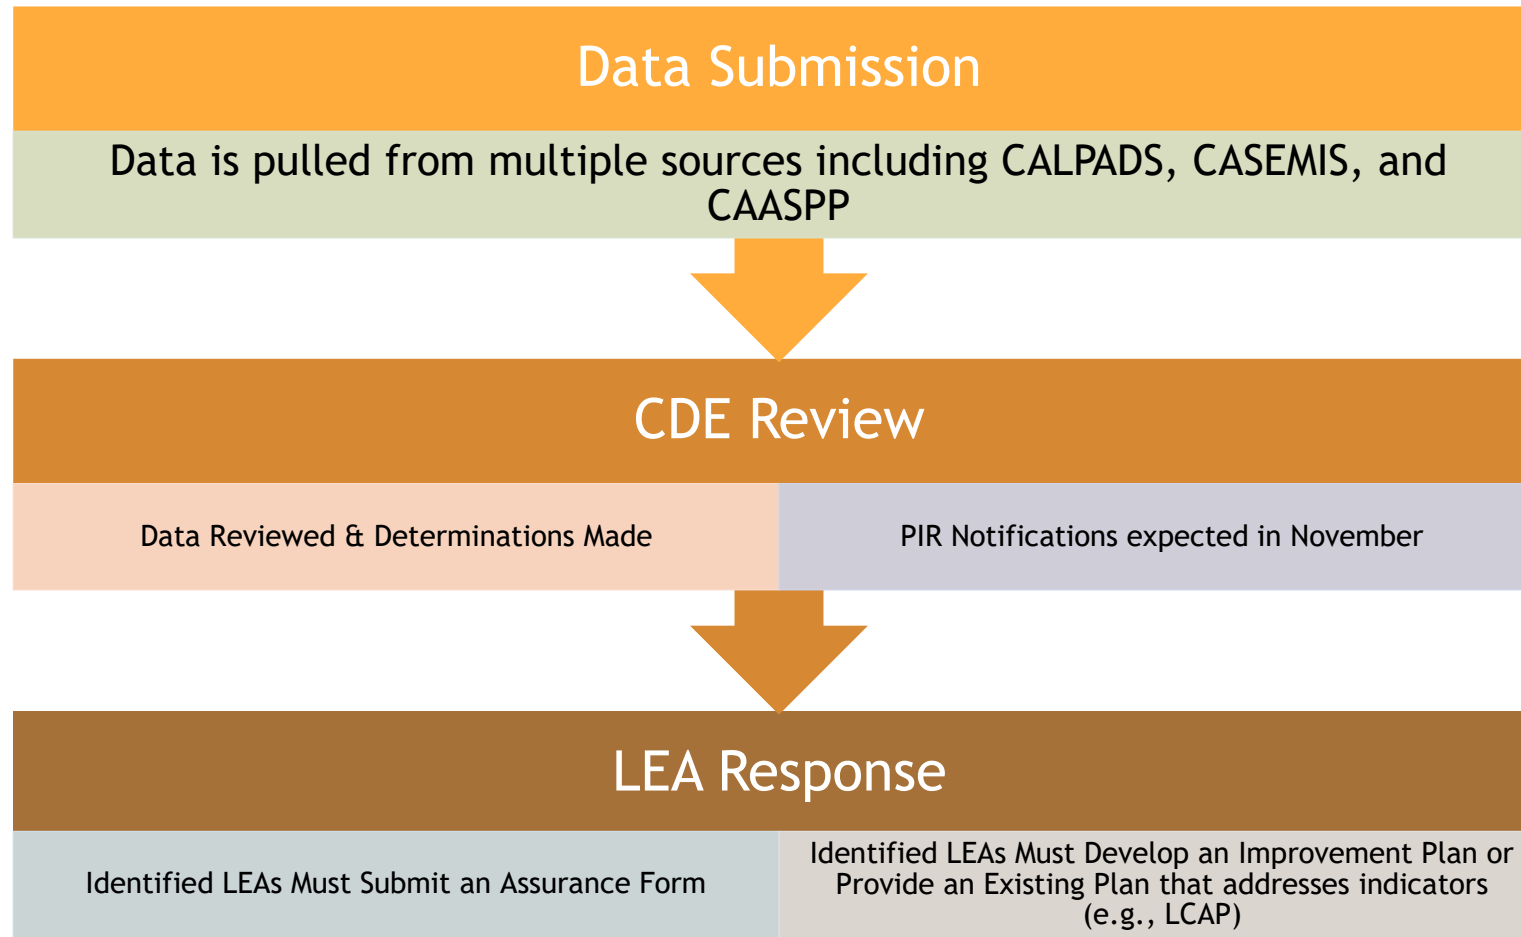 Data Submission
Data is pulled from multiple sources including CALPADS, CASEMIS, and
CAASPP
CDE Review
Data Reviewed & Determinations Made
PIR Notifications expected in November
LEA Response
Identified LEAs Must Submit an Assurance Form
Identified LEAs Must Develop an Improvement Plan or
Provide an Existing Plan that addresses indicators
(e.g., LCAP)